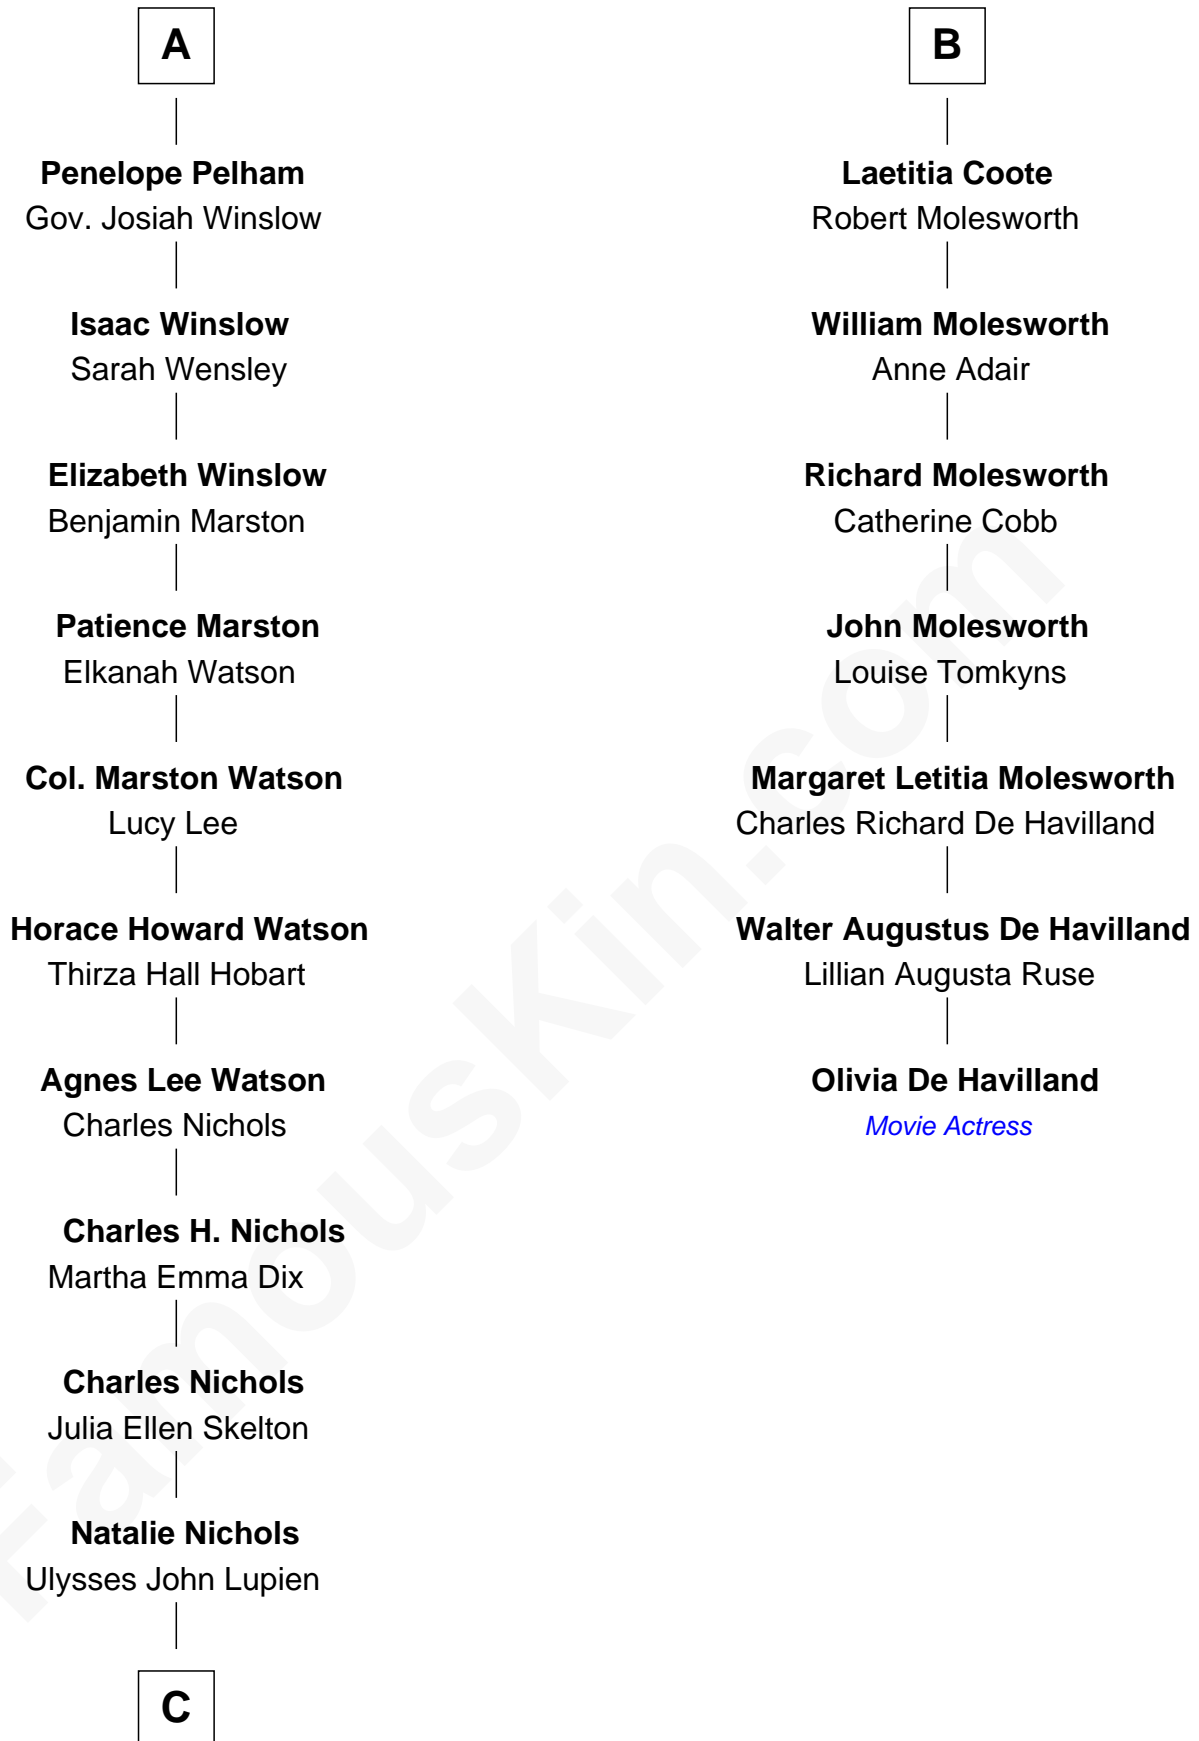 A
Penelope Pelham
Gov. Josiah Winslow
Isaac Winslow
Sarah Wensley
Elizabeth Winslow
Benjamin Marston
Patience Marston
Elkanah Watson
Col. Marston Watson
Lucy Lee
Horace Howard Watson
Thirza Hall Hobart
Agnes Lee Watson
Charles Nichols
Charles H. Nichols
Martha Emma Dix
Charles Nichols
Julia Ellen Skelton
Natalie Nichols
Ulysses John Lupien
C
B
Laetitia Coote
Robert Molesworth
William Molesworth
Anne Adair
Richard Molesworth
Catherine Cobb
John Molesworth
Louise Tomkyns
Margaret Letitia Molesworth
Charles Richard De Havilland
Walter Augustus De Havilland
Lillian Augusta Ruse
Olivia De Havilland
Movie Actress
FamousKin.com